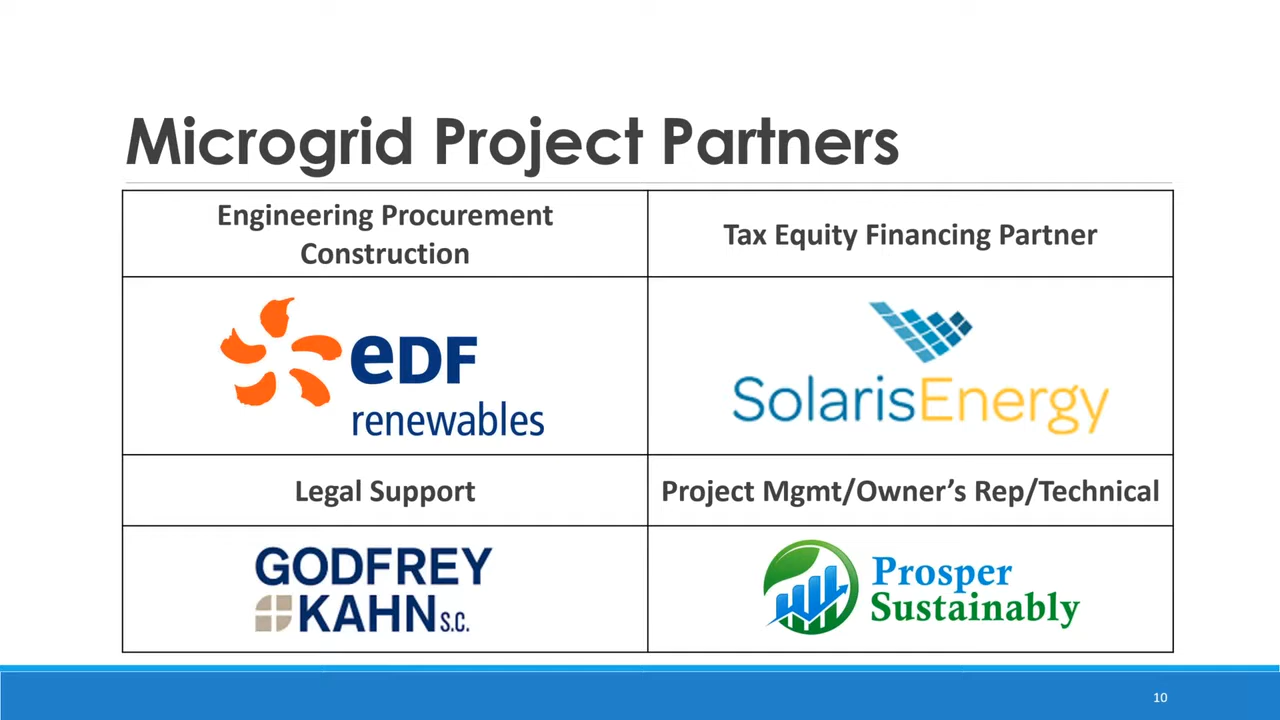 Microgrid Project Partners
Engineering Procurement
Construction
Tax Equity Financing Partner
eDF
renewables
SolarisEnergy
Legal Support
Project Mgmt/Owner’s Rep/Technical
GODFREY
KAHN S.C.
Prosper
Sustainably
10